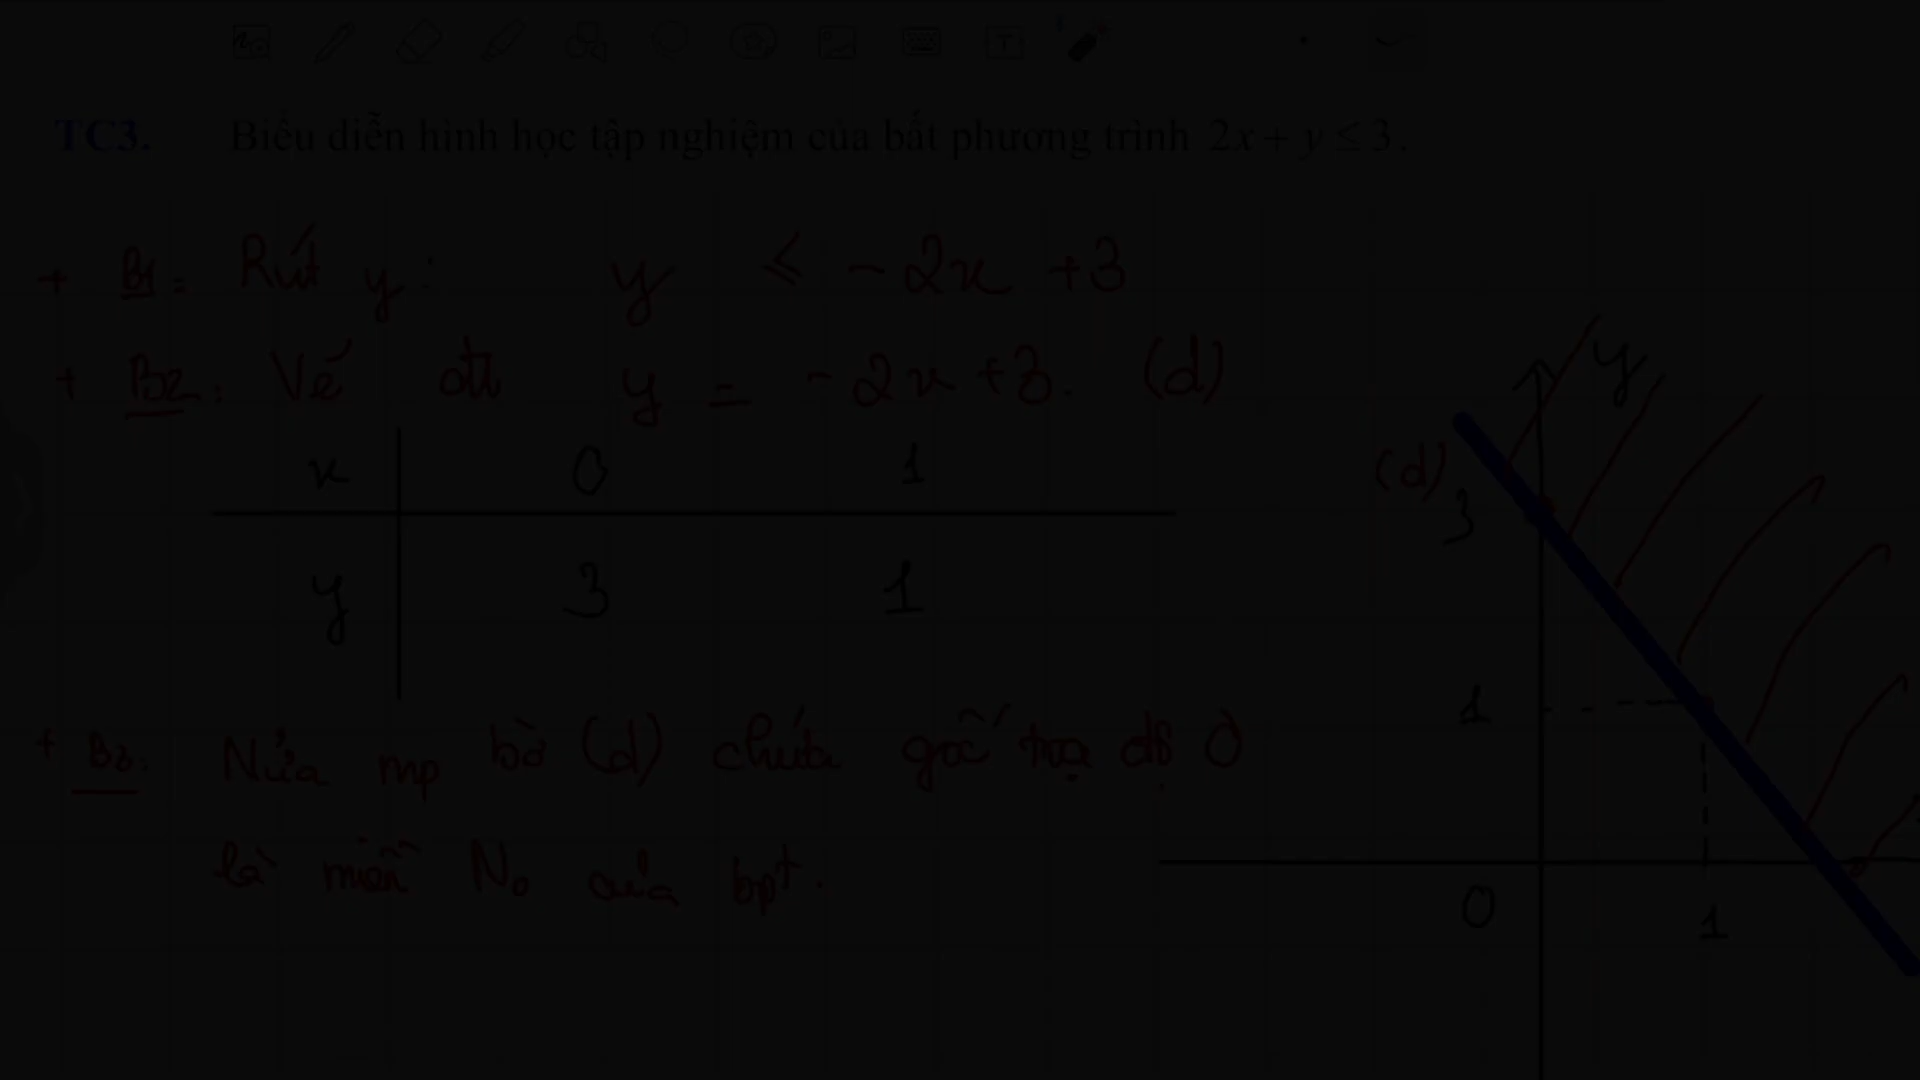 TC3. Biểu diễn hình học tập nghiệm của bất phương trình 2x + y ≤ 3.
+ B1: Rút y: y ≤ -2x + 3
+ B2: Vẽ đt y = -2x + 3. (d)
x 0 1
y 3 1
+ B3: Nửa mp bờ (d) chứa gốc toạ độ O
là miền No của bpt.
y
(d)
3
1
0 1